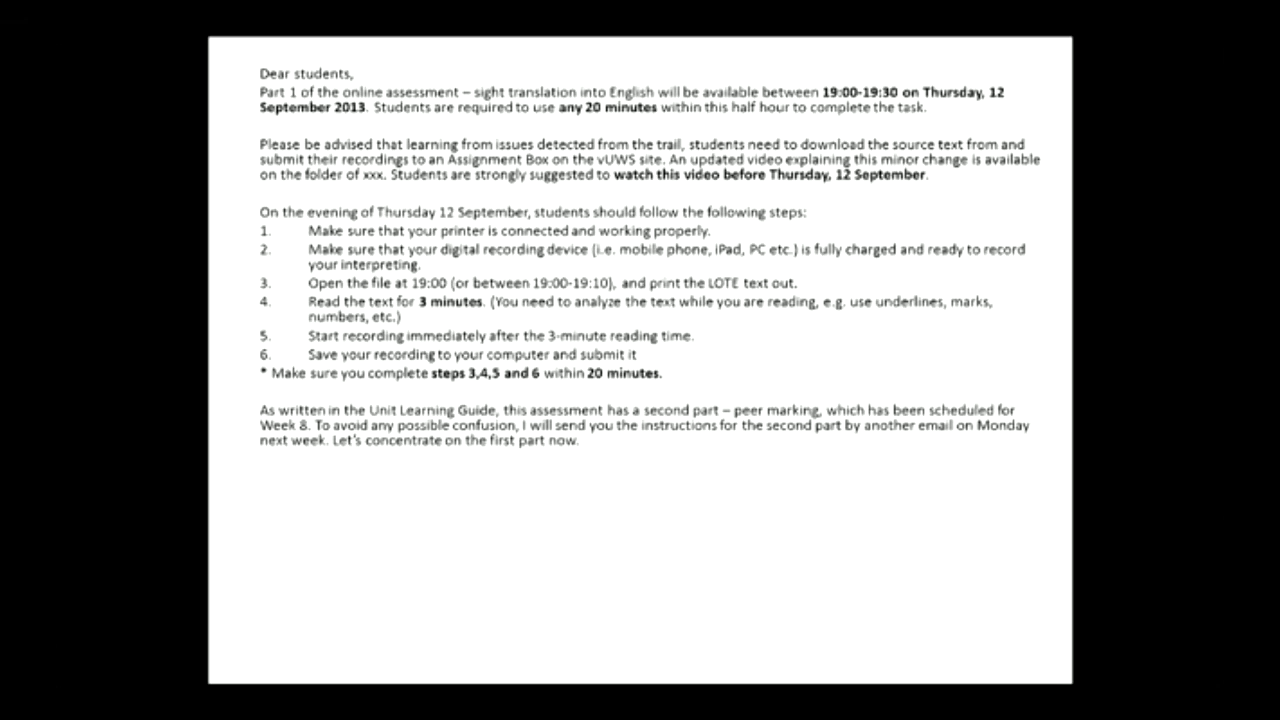 Dear students,
Part 1 of the online assessment – sight translation into English will be available between 19:00-19:30 on Thursday, 12
September 2013. Students are required to use any 20 minutes within this half hour to complete the task.
Please be advised that learning from issues detected from the trail, students need to download the source text from and
submit their recordings to an Assignment Box on the vUWS site. An updated video explaining this minor change is available
on the folder of xxx. Students are strongly suggested to watch this video before Thursday, 12 September.
On the evening of Thursday 12 September, students should follow the following steps:
1. Make sure that your printer is connected and working properly.
2. Make sure that your digital recording device (i.e. mobile phone, iPad, PC etc.) is fully charged and ready to record
your interpreting.
3. Open the file at 19:00 (or between 19:00-19:10), and print the LOTE text out.
4. Read the text for 3 minutes. (You need to analyze the text while you are reading, e.g. use underlines, marks,
numbers, etc.)
5. Start recording immediately after the 3-minute reading time.
6. Save your recording to your computer and submit it
* Make sure you complete steps 3,4,5 and 6 within 20 minutes.
As written in the Unit Learning Guide, this assessment has a second part – peer marking, which has been scheduled for
Week 8. To avoid any possible confusion, I will send you the instructions for the second part by another email on Monday
next week. Let's concentrate on the first part now.